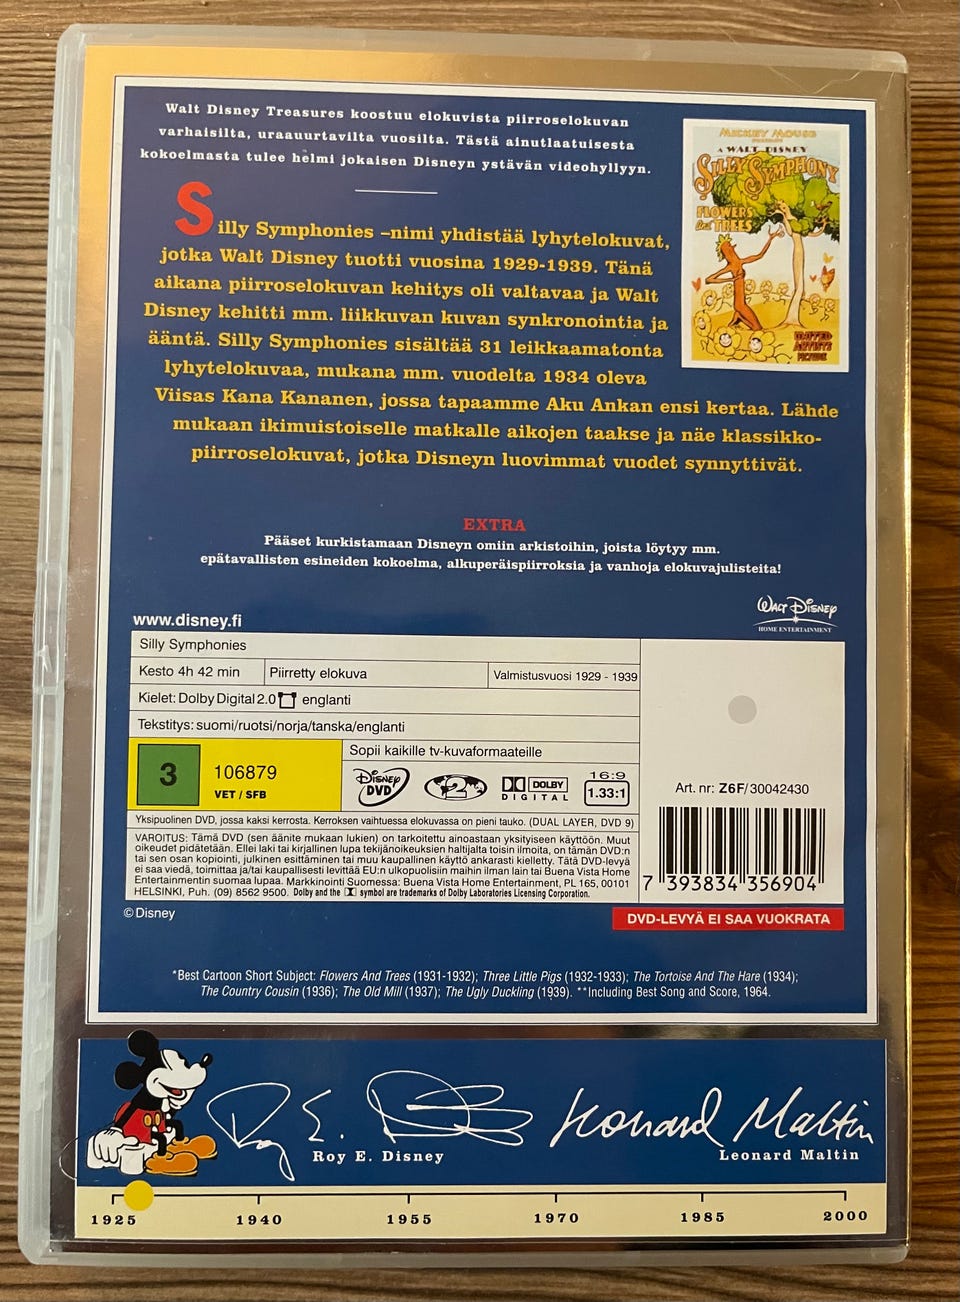 Walt Disney Treasures koostuu elokuvista piirroselokuvan
varhaisilta, uraauurtavilta vuosilta. Tästä ainutlaatuisesta
kokoelmasta tulee helmi jokaisen Disneyn ystävän videohyllyyn.
MICKEY MOUSE
PRESENTS
A WALT DISNEY
SILLY SYMPHONY
FLOWERS
and TREES
UNITED
ARTISTS
PICTURE
Silly Symphonies –nimi yhdistää lyhytelokuvat,
jotka Walt Disney tuotti vuosina 1929-1939. Tänä
aikana piirroselokuvan kehitys oli valtavaa ja Walt
Disney kehitti mm. liikkuvan kuvan synkronointia ja
ääntä. Silly Symphonies sisältää 31 leikkaamatonta
lyhytelokuvaa, mukana mm. vuodelta 1934 oleva
Viisas Kana Kananen, jossa tapaamme Aku Ankan ensi kertaa. Lähde
mukaan ikimuistoiselle matkalle aikojen taakse ja näe klassikko-
piirroselokuvat, jotka Disneyn luovimmat vuodet synnyttivät.
EXTRA
Pääset kurkistamaan Disneyn omiin arkistoihin, joista löytyy mm.
epätavallisten esineiden kokoelma, alkuperäispiirroksia ja vanhoja elokuvajulisteita!
www.disney.fi
WALT DISNEY
HOME ENTERTAINMENT
Silly Symphonies
Kesto 4h 42 min
Piirretty elokuva
Valmistusvuosi 1929 - 1939
Kielet: Dolby Digital 2.0 englanti
Tekstitys: suomi/ruotsi/norja/tanska/englanti
3
106879
VET / SFB
Sopii kaikille tv-kuvaformaateille
DISNEY
DVD
2
DOLBY
DIGITAL
16:9
1.33:1
Art. nr: Z6F/30042430
Yksipuolinen DVD, jossa kaksi kerrosta. Kerroksen vaihtuessa elokuvassa on pieni tauko. (DUAL LAYER, DVD 9)
VAROITUS: Tämä DVD (sen äänite mukaan lukien) on tarkoitettu ainoastaan yksityiseen käyttöön. Muut
oikeudet pidätetään. Ellei laki tai kirjallinen lupa tekijänoikeuksien haltijalta toisin ilmoita, on tämän DVD:n
tai sen osan kopiointi, julkinen esittäminen tai muu kaupallinen käyttö ankarasti kielletty. Tätä DVD-levyä
ei saa viedä, toimittaa ja/tai kaupallisesti levittää EU:n ulkopuolisiin maihin ilman lain tai Buena Vista Home
Entertainmentin suomaa lupaa. Markkinointi Suomessa: Buena Vista Home Entertainment, PL 165, 00101
HELSINKI, Puh. (09) 8562 9500. Dolby and the symbol are trademarks of Dolby Laboratories Licensing Corporation.
7 393834 356904
© Disney
DVD-LEVYÄ EI SAA VUOKRATA
*Best Cartoon Short Subject: Flowers And Trees (1931-1932); Three Little Pigs (1932-1933); The Tortoise And The Hare (1934);
The Country Cousin (1936); The Old Mill (1937); The Ugly Duckling (1939). **Including Best Song and Score, 1964.
Roy E. Disney
Leonard Maltin
Roy E. Disney
Leonard Maltin
1925
1940
1955
1970
1985
2000